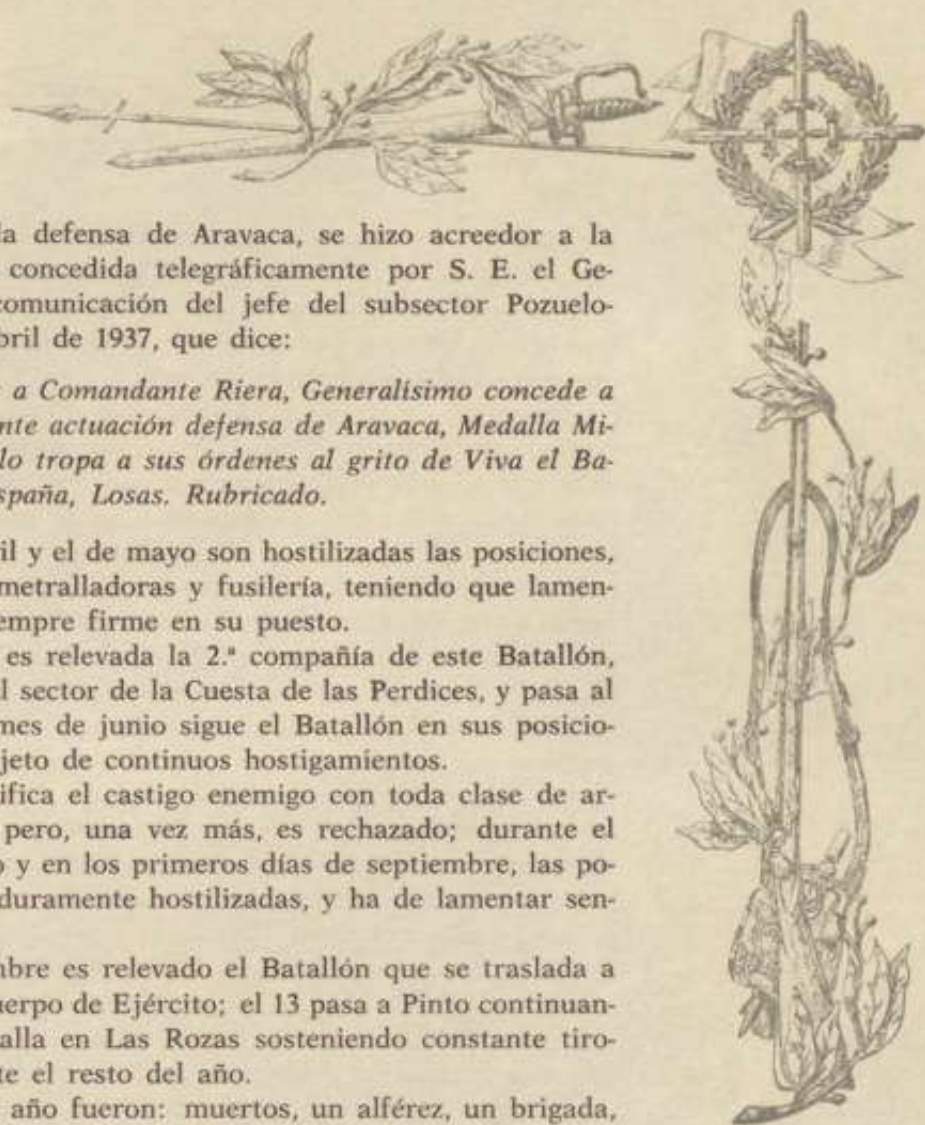 la defensa de Aravaca, se hizo acreedor a la
concedida telegráficamente por S. E. el Ge-
comunicación del jefe del subsector Pozuelo-
bril de 1937, que dice:
a Comandante Riera, Generalísimo concede a
nte actuación defensa de Aravaca, Medalla Mi-
lo tropa a sus órdenes al grito de Viva el Ba-
spaña, Losas. Rubricado.
il y el de mayo son hostilizadas las posiciones,
metralladoras y fusilería, teniendo que lamen-
empre firme en su puesto.
es relevada la 2.ª compañía de este Batallón,
l sector de la Cuesta de las Perdices, y pasa al
mes de junio sigue el Batallón en sus posicio-
jeto de continuos hostigamientos.
ifica el castigo enemigo con toda clase de ar-
pero, una vez más, es rechazado; durante el
o y en los primeros días de septiembre, las po-
duramente hostilizadas, y ha de lamentar sen-
mbre es relevado el Batallón que se traslada a
uerpo de Ejército; el 13 pasa a Pinto continuan-
alla en Las Rozas sosteniendo constante tiro-
te el resto del año.
año fueron: muertos, un alférez, un brigada,